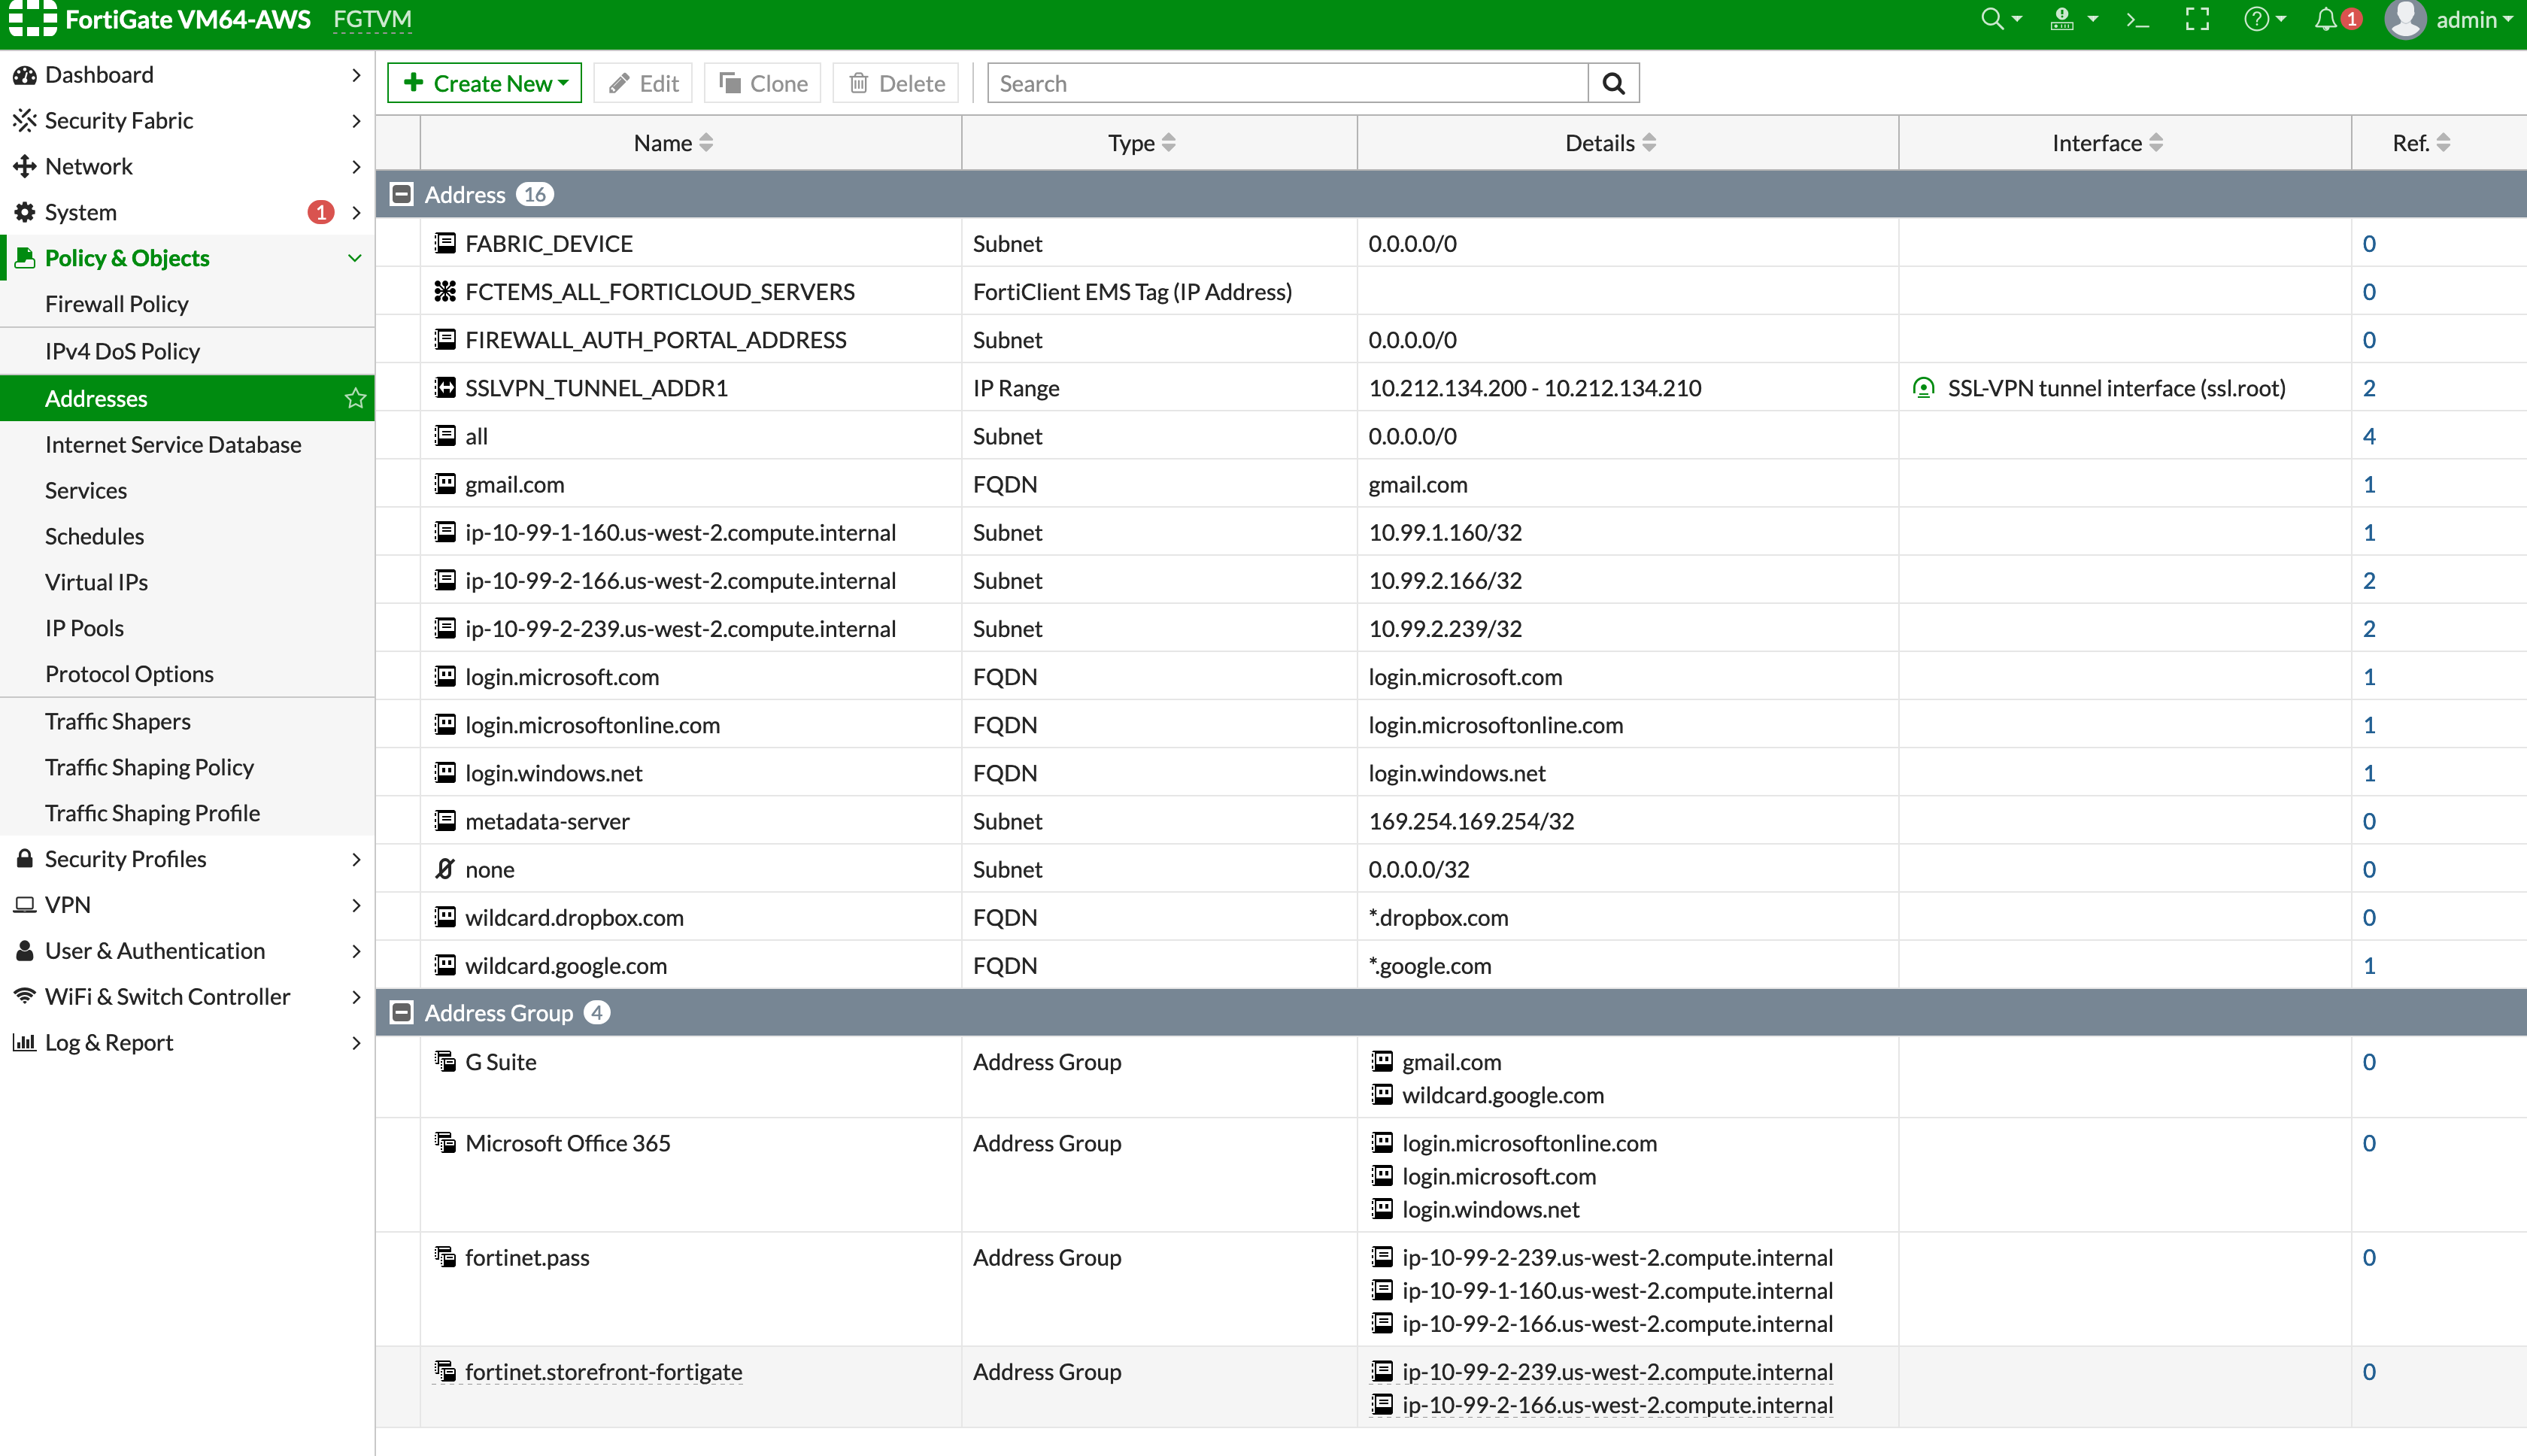 FortiGate VM64-AWS FGTVM 1 admin
Dashboard
Security Fabric
Network
System 1
Policy & Objects
Firewall Policy
IPv4 DoS Policy
Addresses
Internet Service Database
Services
Schedules
Virtual IPs
IP Pools
Protocol Options
Traffic Shapers
Traffic Shaping Policy
Traffic Shaping Profile
Security Profiles
VPN
User & Authentication
WiFi & Switch Controller
Log & Report
Create New Edit Clone Delete Search
Name Type Details Interface Ref.
Address 16
FABRIC_DEVICE Subnet 0.0.0.0/0 0
FCTEMS_ALL_FORTICLOUD_SERVERS FortiClient EMS Tag (IP Address) 0
FIREWALL_AUTH_PORTAL_ADDRESS Subnet 0.0.0.0/0 0
SSLVPN_TUNNEL_ADDR1 IP Range 10.212.134.200 - 10.212.134.210 SSL-VPN tunnel interface (ssl.root) 2
all Subnet 0.0.0.0/0 4
gmail.com FQDN gmail.com 1
ip-10-99-1-160.us-west-2.compute.internal Subnet 10.99.1.160/32 1
ip-10-99-2-166.us-west-2.compute.internal Subnet 10.99.2.166/32 2
ip-10-99-2-239.us-west-2.compute.internal Subnet 10.99.2.239/32 2
login.microsoft.com FQDN login.microsoft.com 1
login.microsoftonline.com FQDN login.microsoftonline.com 1
login.windows.net FQDN login.windows.net 1
metadata-server Subnet 169.254.169.254/32 0
none Subnet 0.0.0.0/32 0
wildcard.dropbox.com FQDN *.dropbox.com 0
wildcard.google.com FQDN *.google.com 1
Address Group 4
G Suite Address Group gmail.com 0
wildcard.google.com
Microsoft Office 365 Address Group login.microsoftonline.com 0
login.microsoft.com
login.windows.net
fortinet.pass Address Group ip-10-99-2-239.us-west-2.compute.internal 0
ip-10-99-1-160.us-west-2.compute.internal
ip-10-99-2-166.us-west-2.compute.internal
fortinet.storefront-fortigate Address Group ip-10-99-2-239.us-west-2.compute.internal 0
ip-10-99-2-166.us-west-2.compute.internal